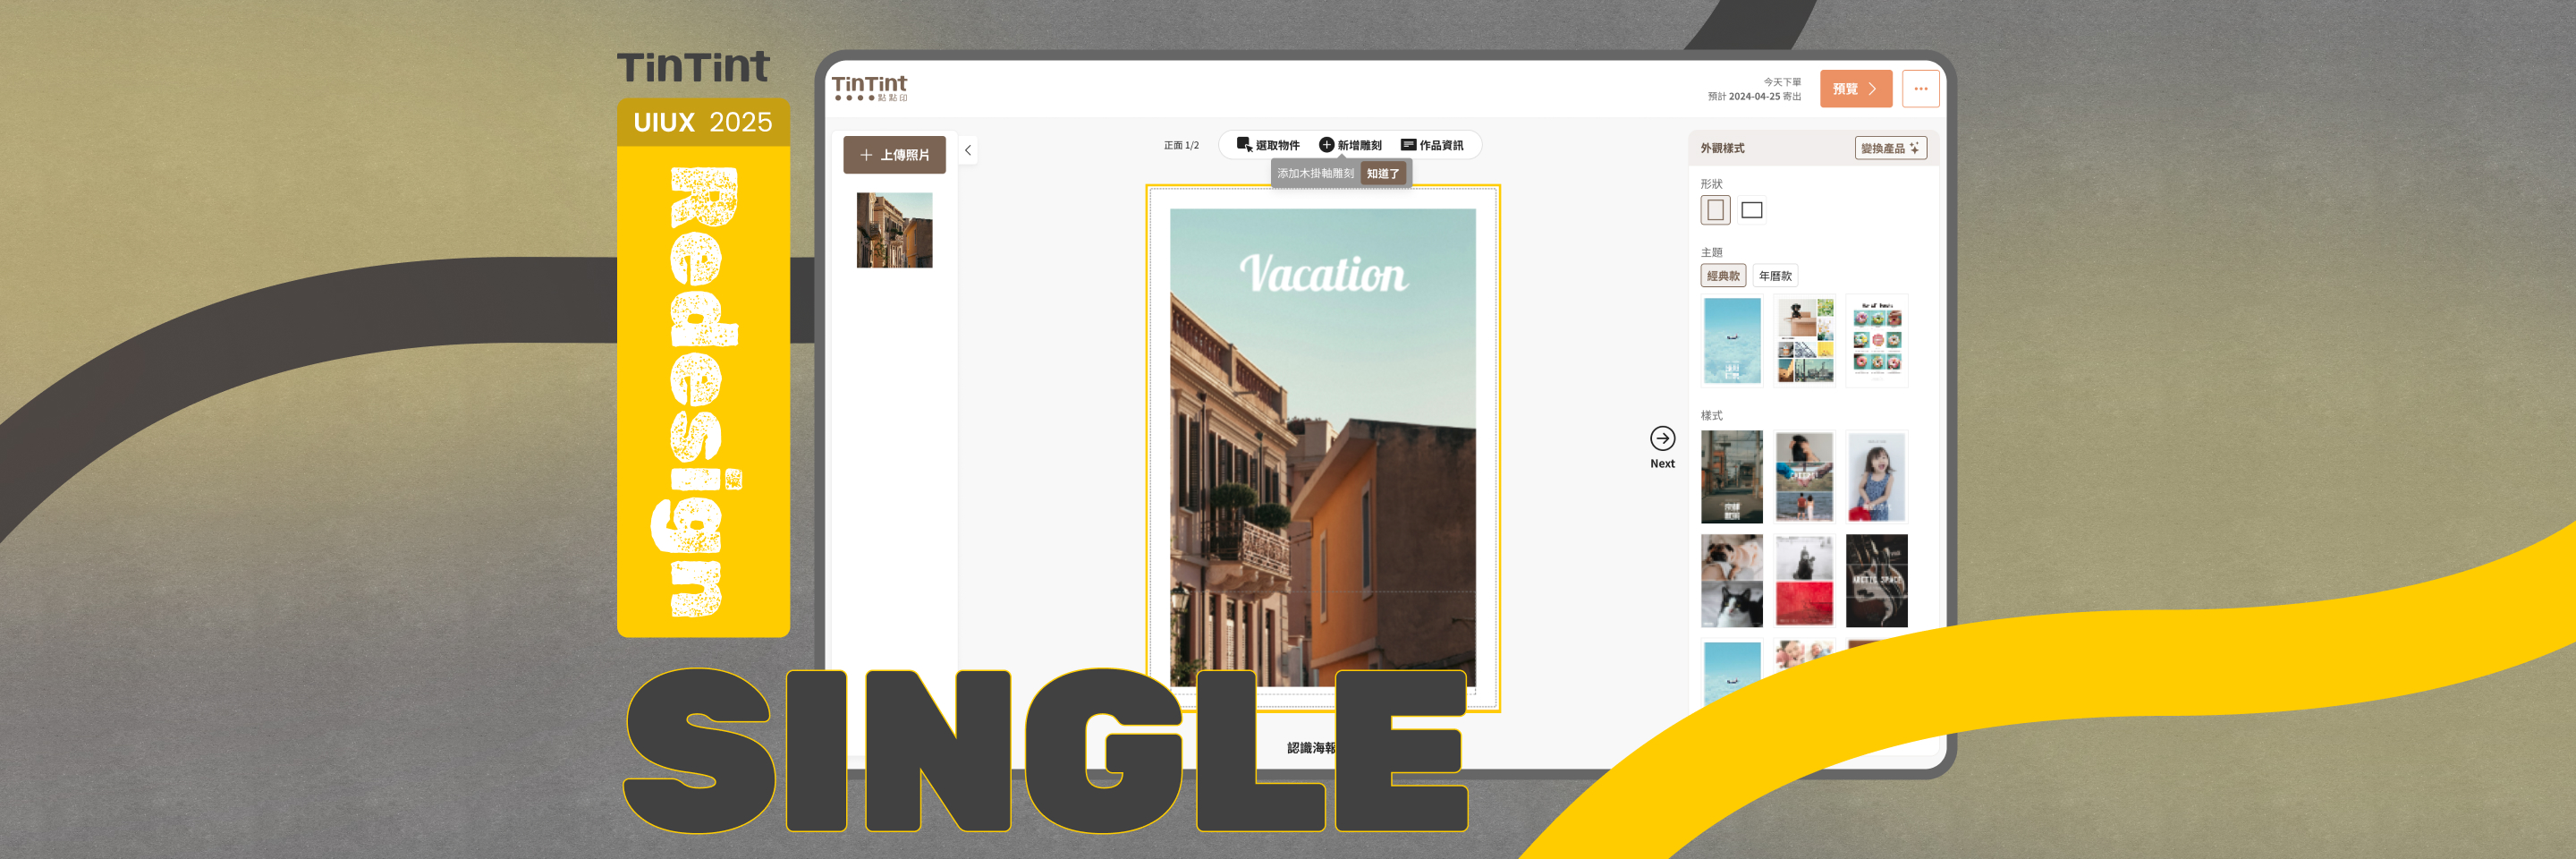 TinTint
UIUX 2025
Redesign
SINGLE
TinTint
點點印
今天下單
預計 2024-04-25 寄出
預覽
上傳照片
正面 1/2
選取物件
新增雕刻
作品資訊
添加木掛軸雕刻
知道了
Vacation
Next
認識海報
外觀樣式
變換產品
形狀
主題
經典款
年曆款
樣式
ARCTIC SPACE